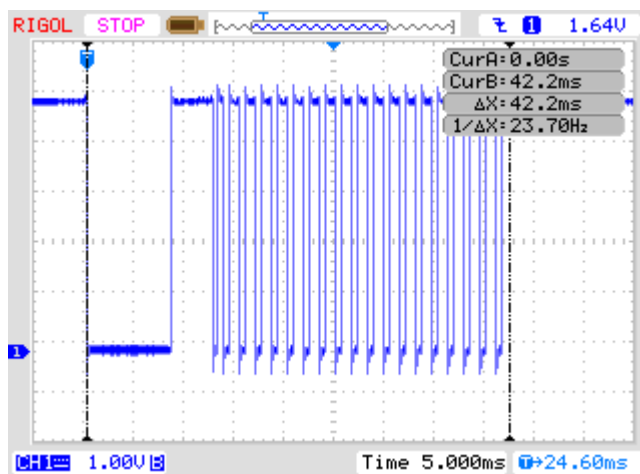 RIGOL STOP T 1 1.64V
T
CurA=0.00s
CurB=42.2ms
ΔX=42.2ms
1/ΔX=23.70Hz
1
CH1 1.00V B Time 5.000ms T→24.60ms